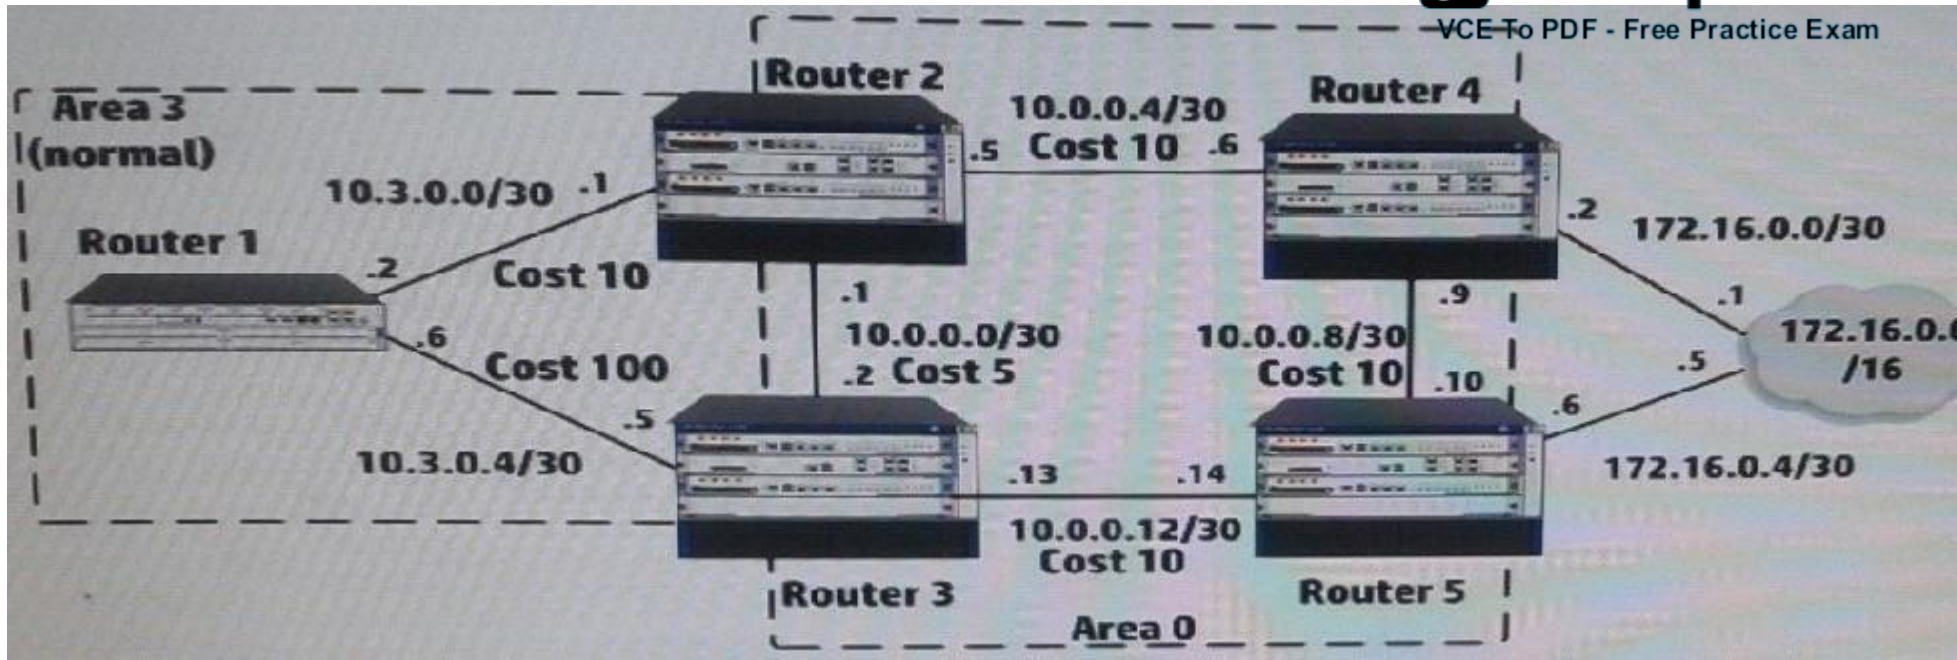 VCE To PDF - Free Practice Exam
Router 2
Area 3
(normal)
10.0.0.4/30
Router 4
.5 Cost 10 .6
10.3.0.0/30 .1
.2
172.16.0.0/30
Router 1
.2
Cost 10
.1
.9
.1
10.0.0.0/30
10.0.0.8/30
172.16.0.
/16
.6
Cost 100
.2 Cost 5
Cost 10
.10
.5
.5
.6
10.3.0.4/30
.13
.14
172.16.0.4/30
10.0.0.12/30
Cost 10
Router 3
Router 5
Area 0